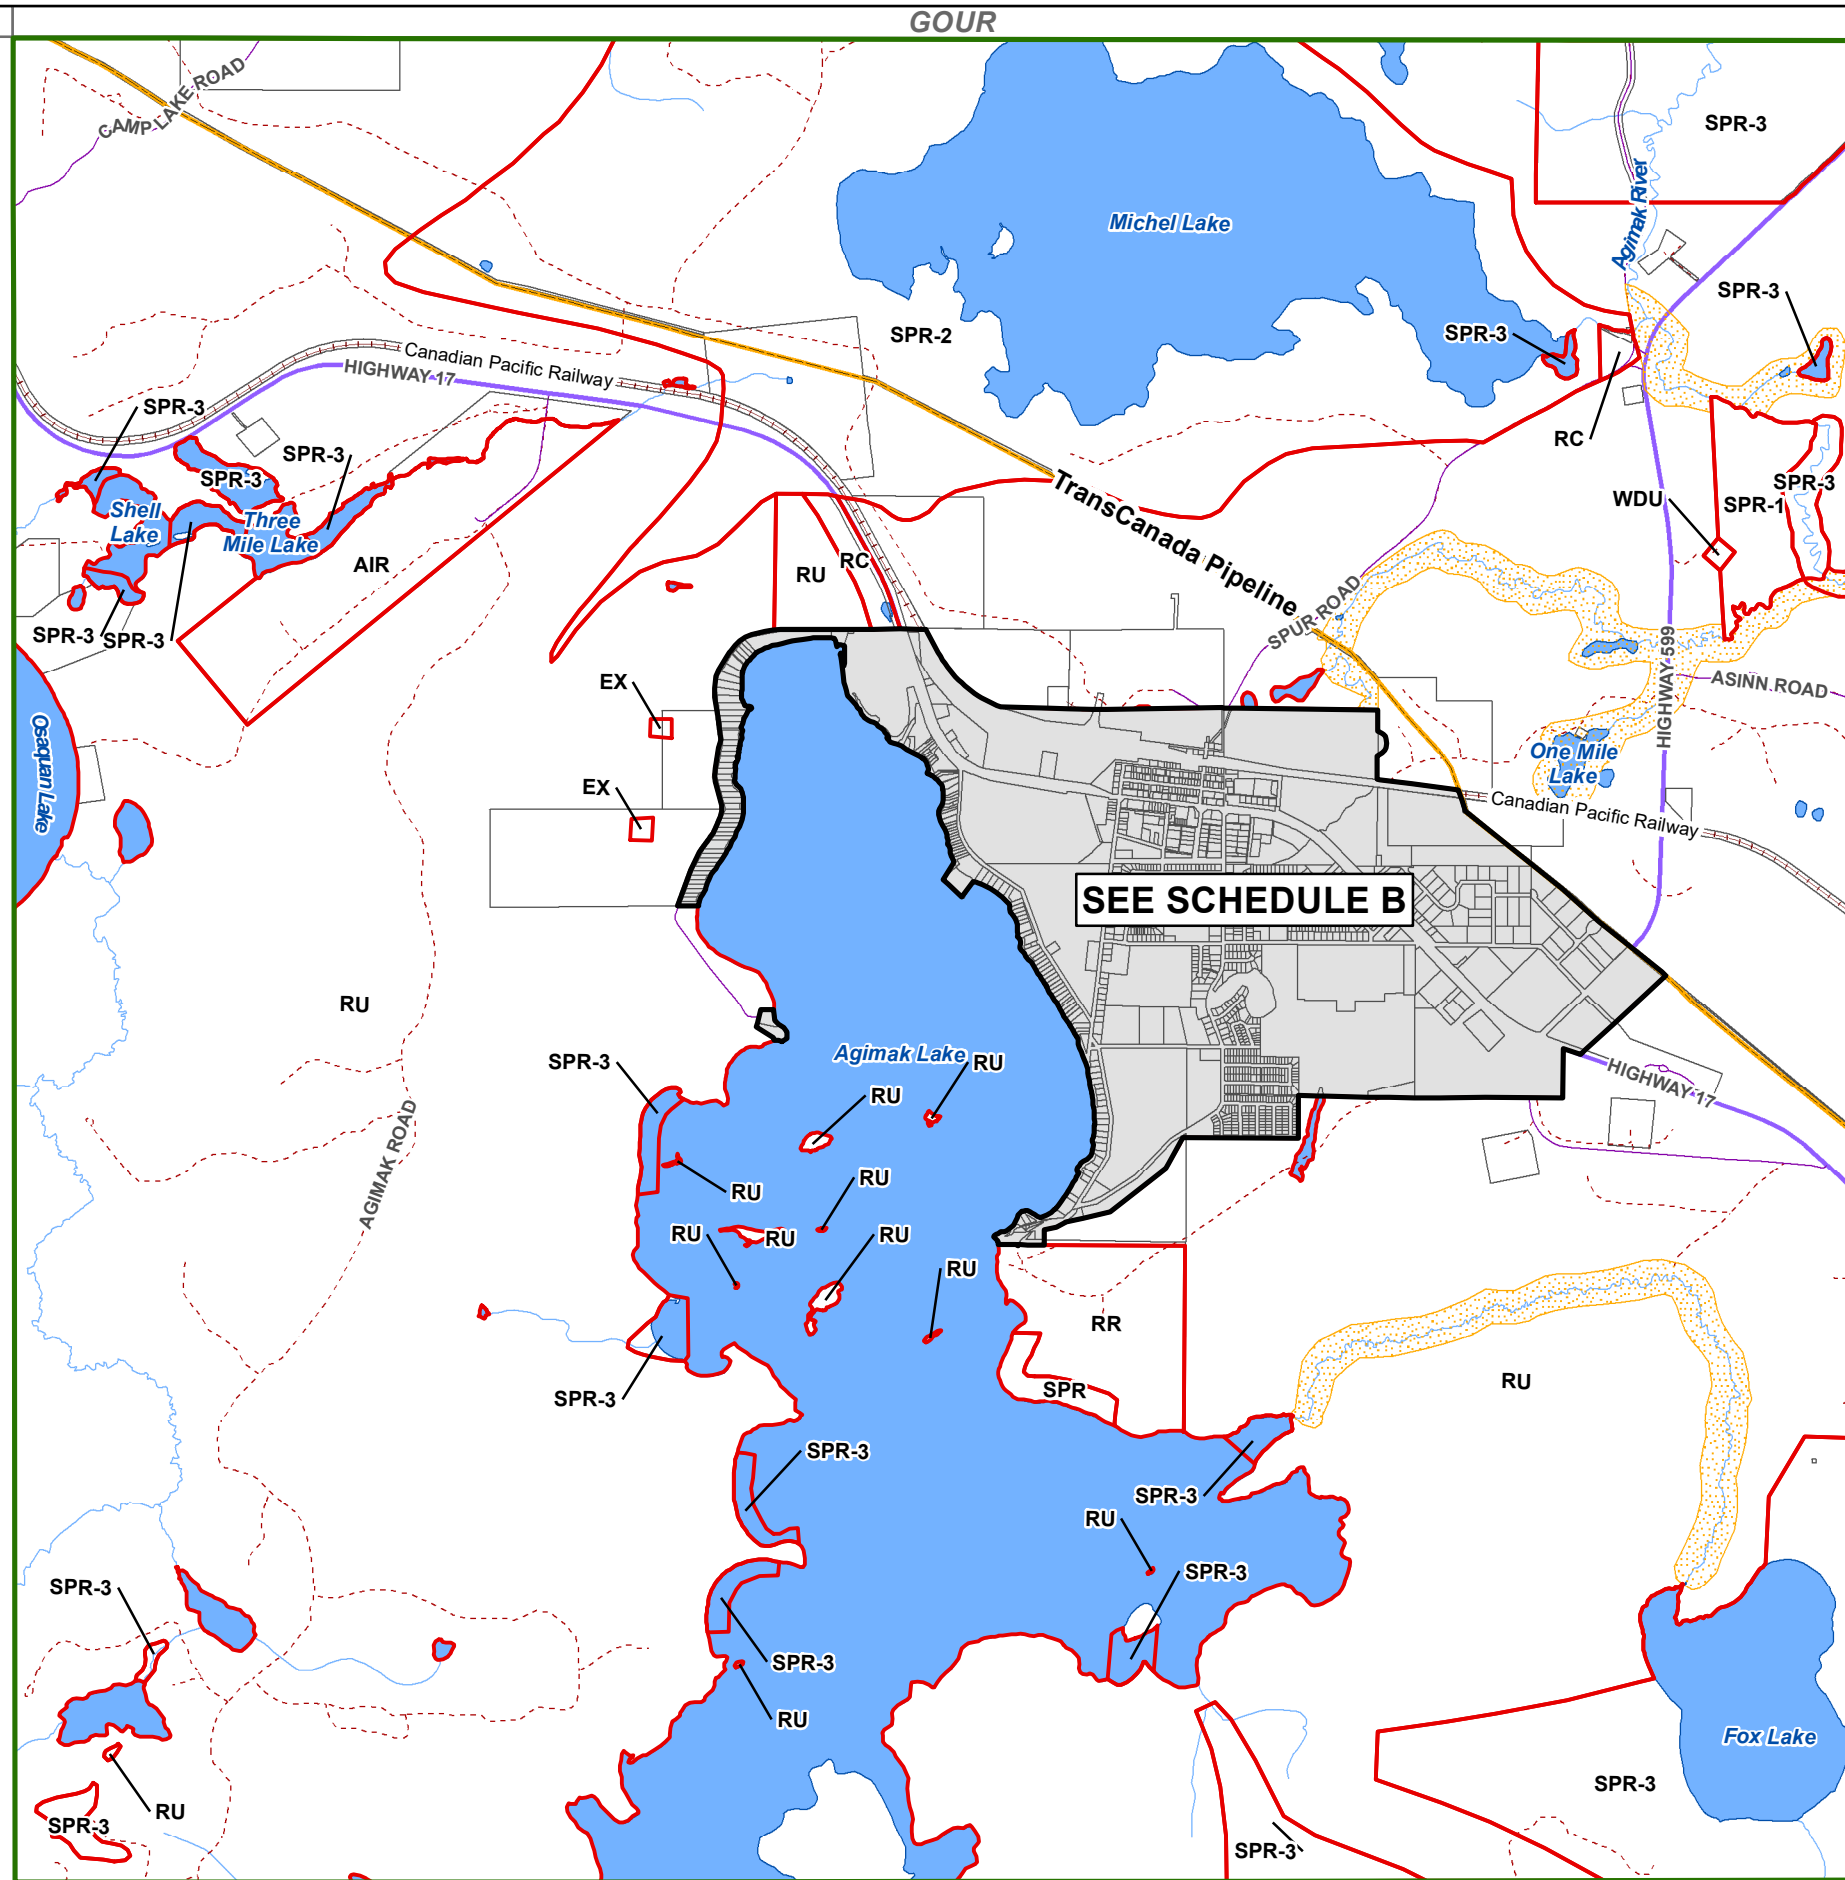 GOUR
CAMP LAKE ROAD
SPR-3
Agimak River
Michel Lake
SPR-3
SPR-2
SPR-3
Canadian Pacific Railway
HIGHWAY 17
SPR-3
RC
SPR-3
SPR-3
Shell
Lake
Three
Mile Lake
TransCanada Pipeline
WDU
SPR-1
SPR-3
AIR
RU
RC
SPUR ROAD
SPR-3
SPR-3
HIGHWAY 599
ASINN ROAD
EX
Osaquan Lake
One Mile
Lake
EX
Canadian Pacific Railway
SEE SCHEDULE B
RU
Agimak Lake
RU
SPR-3
RU
HIGHWAY 17
AGIMAK ROAD
RU
RU
RU
RU
RU
RU
RR
SPR
RU
SPR-3
SPR-3
SPR-3
RU
SPR-3
SPR-3
SPR-3
RU
Fox Lake
SPR-3
RU
SPR-3
SPR-3